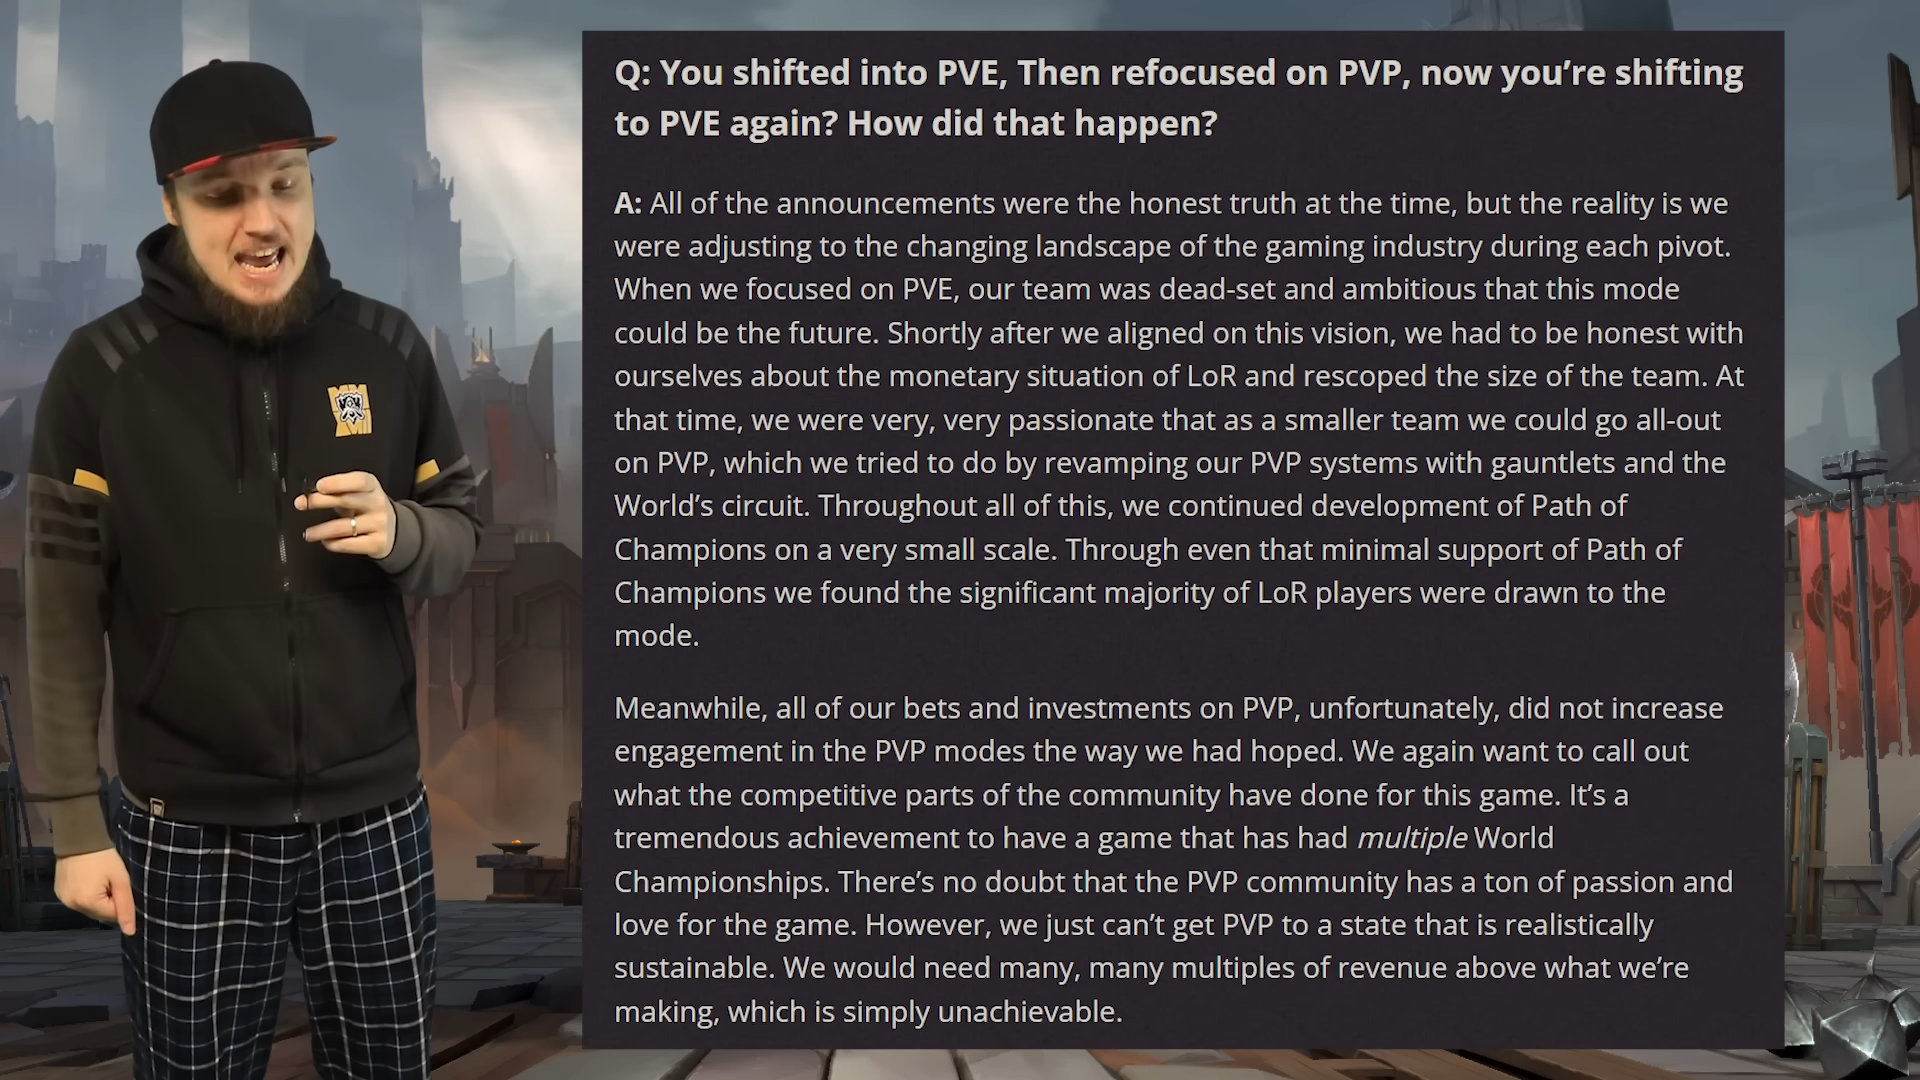 Q: You shifted into PVE, Then refocused on PVP, now you're shifting
to PVE again? How did that happen?
A: All of the announcements were the honest truth at the time, but the reality is we
were adjusting to the changing landscape of the gaming industry during each pivot.
When we focused on PVE, our team was dead-set and ambitious that this mode
could be the future. Shortly after we aligned on this vision, we had to be honest with
ourselves about the monetary situation of LoR and rescoped the size of the team. At
that time, we were very, very passionate that as a smaller team we could go all-out
on PVP, which we tried to do by revamping our PVP systems with gauntlets and the
World's circuit. Throughout all of this, we continued development of Path of
Champions on a very small scale. Through even that minimal support of Path of
Champions we found the significant majority of LoR players were drawn to the
mode.
Meanwhile, all of our bets and investments on PVP, unfortunately, did not increase
engagement in the PVP modes the way we had hoped. We again want to call out
what the competitive parts of the community have done for this game. It's a
tremendous achievement to have a game that has had multiple World
Championships. There's no doubt that the PVP community has a ton of passion and
love for the game. However, we just can't get PVP to a state that is realistically
sustainable. We would need many, many multiples of revenue above what we're
making, which is simply unachievable.